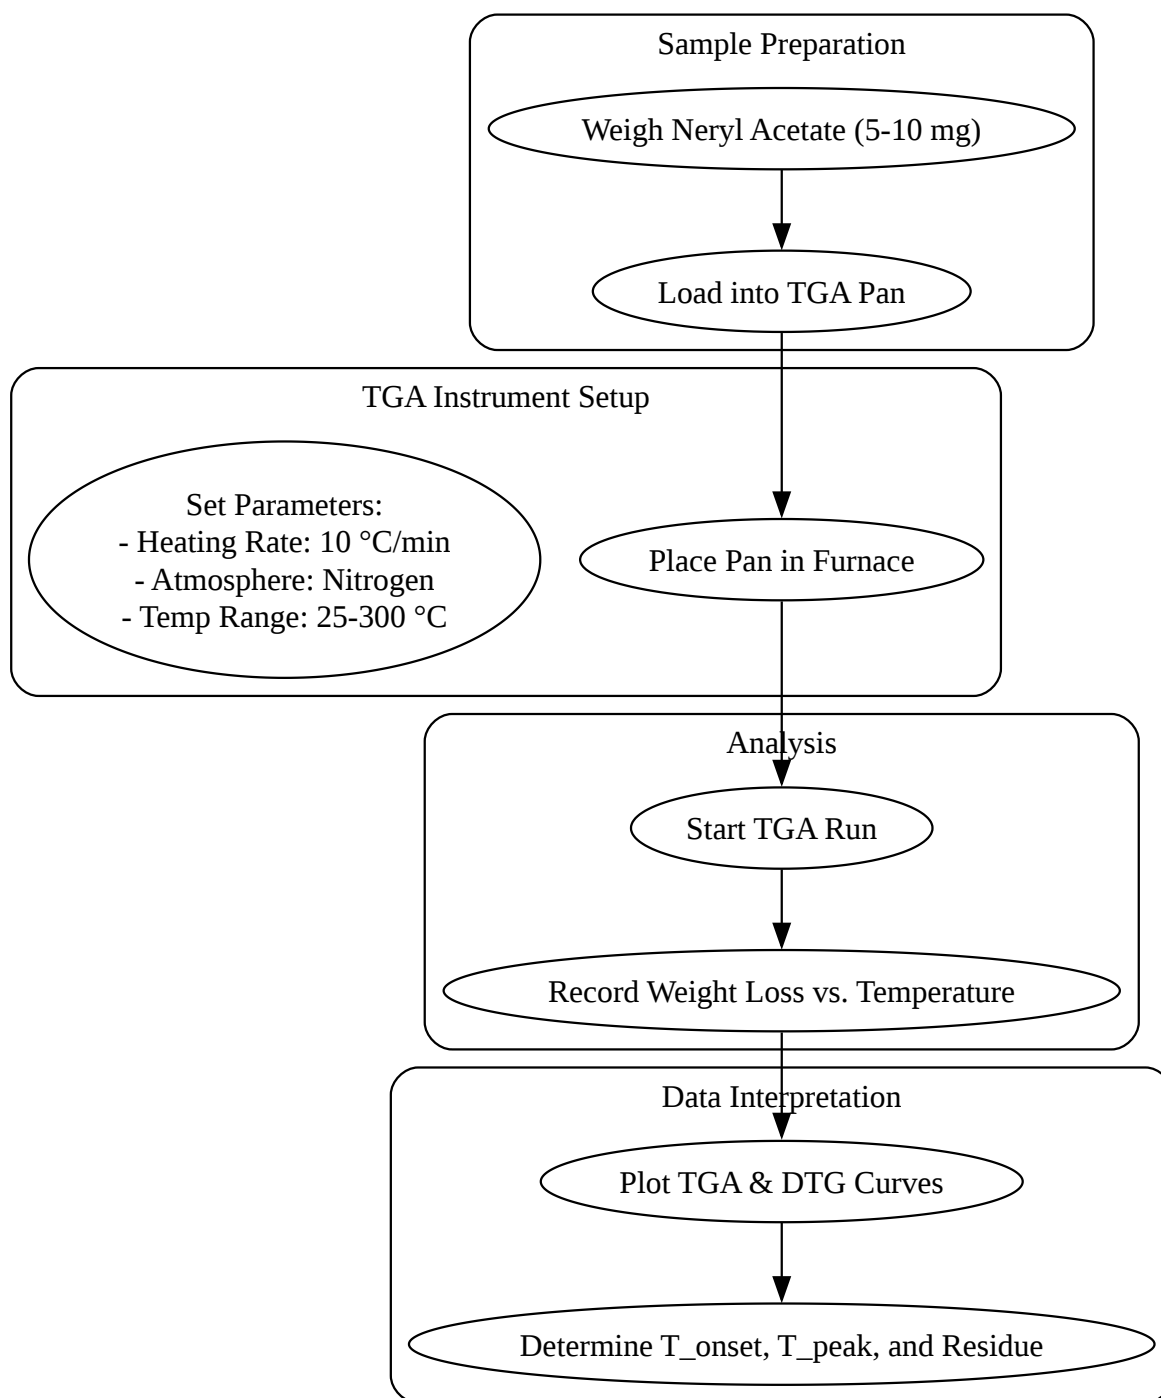 Sample Preparation
Weigh Neryl Acetate (5-10 mg)
Load into TGA Pan
TGA Instrument Setup
Set Parameters:
- Heating Rate: 10 °C/min
- Atmosphere: Nitrogen
- Temp Range: 25-300 °C
Place Pan in Furnace
Analysis
Start TGA Run
Record Weight Loss vs. Temperature
Data Interpretation
Plot TGA & DTG Curves
Determine T_onset, T_peak, and Residue